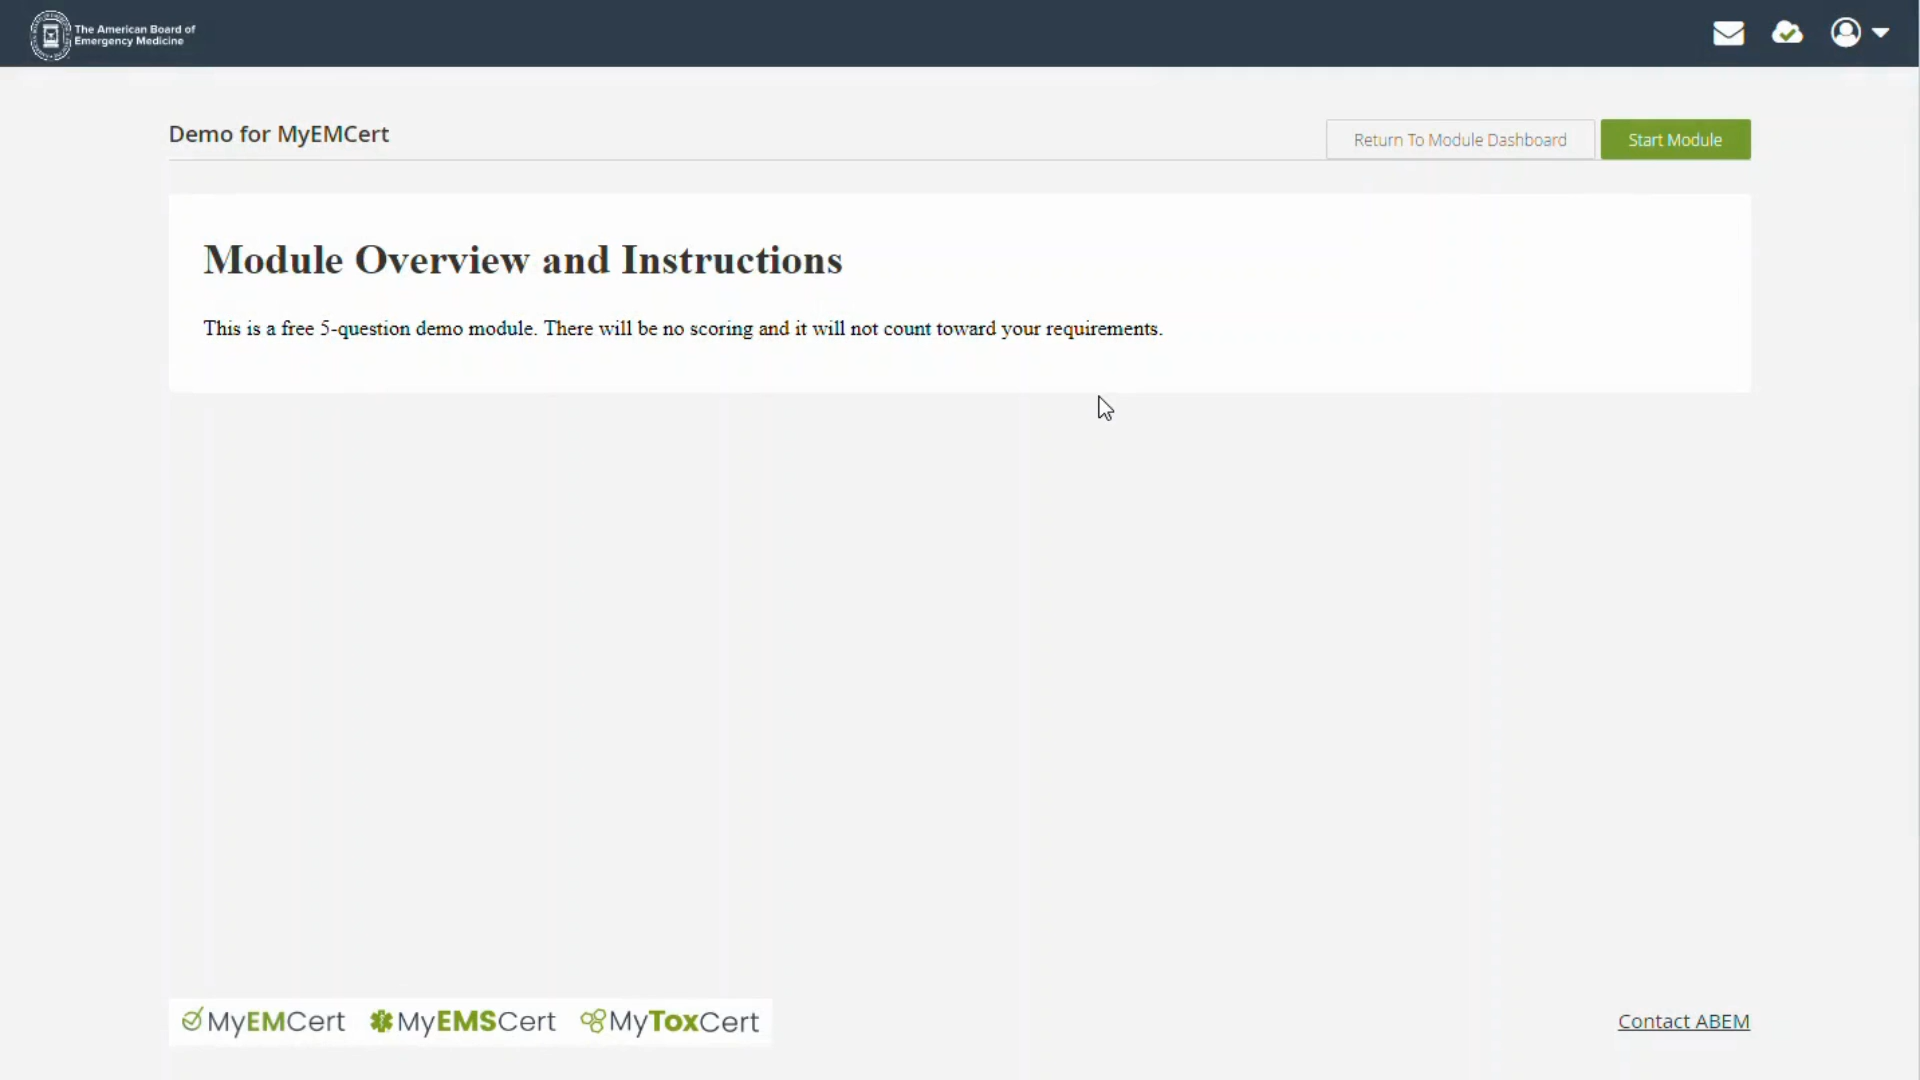 The American Board of
Emergency Medicine
Demo for MyEMCert
Return To Module Dashboard
Start Module
Module Overview and Instructions
This is a free 5-question demo module. There will be no scoring and it will not count toward your requirements.
MyEMCert MyEMSCert MyToxCert
Contact ABEM